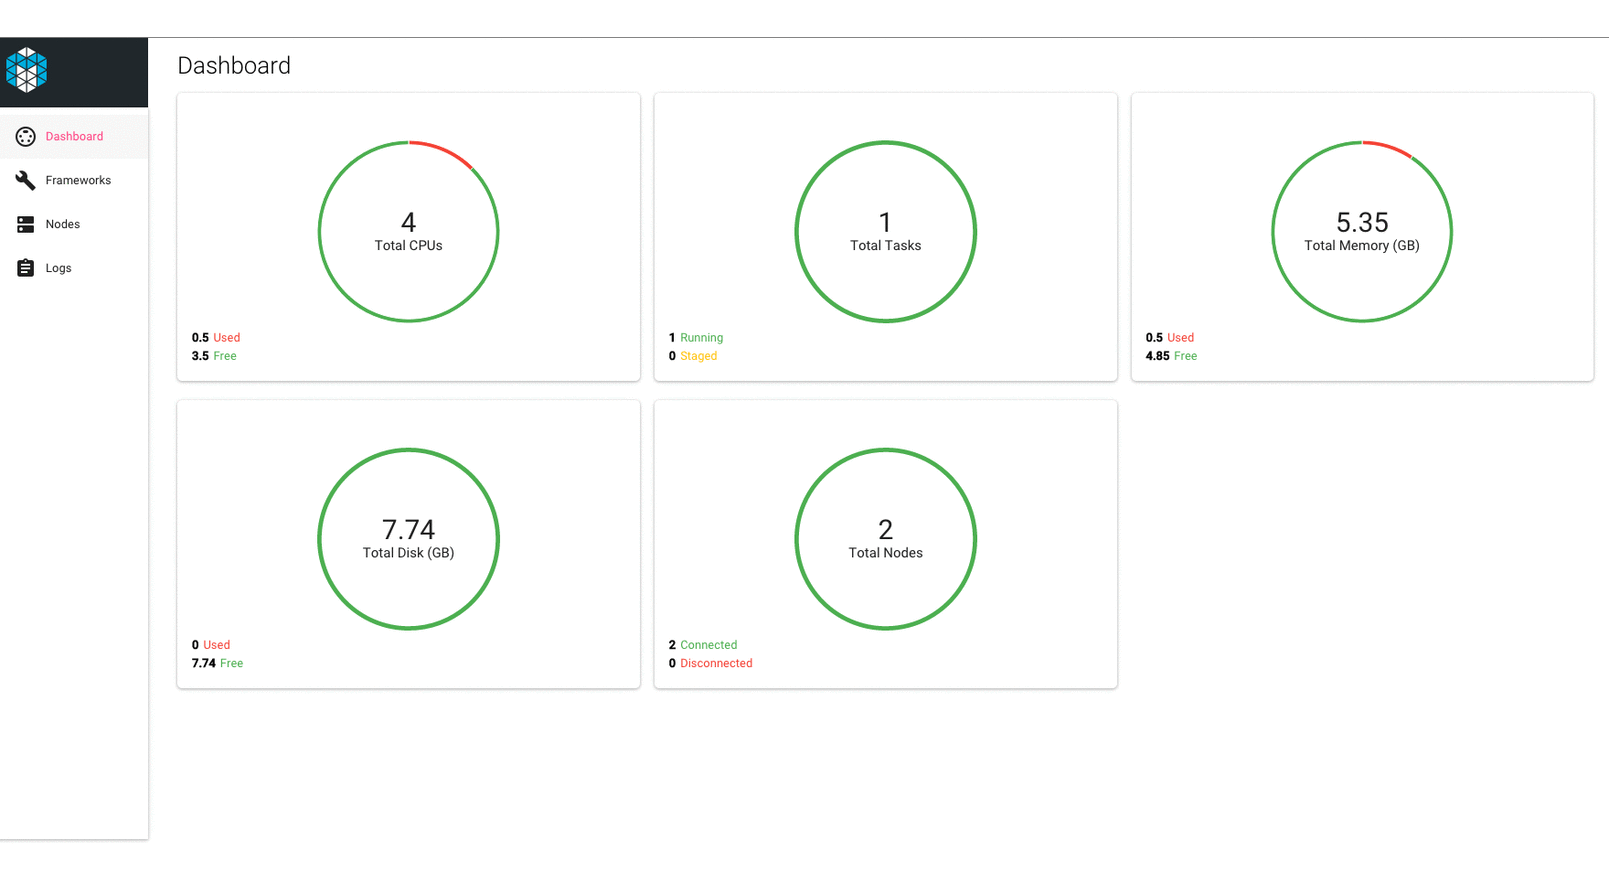 Dashboard
Dashboard
Frameworks
Nodes
Logs
4
Total CPUs
0.5 Used
3.5 Free
1
Total Tasks
1 Running
0 Staged
5.35
Total Memory (GB)
0.5 Used
4.85 Free
7.74
Total Disk (GB)
0 Used
7.74 Free
2
Total Nodes
2 Connected
0 Disconnected